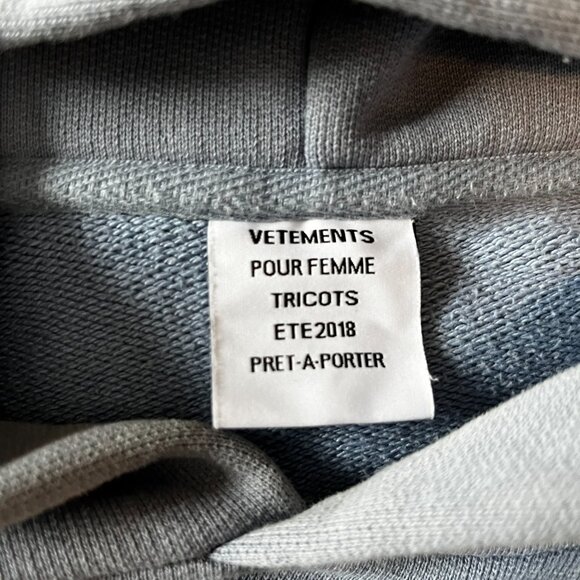 VETEMENTS
POUR FEMME
TRICOTS
ETE2018
PRET-A-PORTER